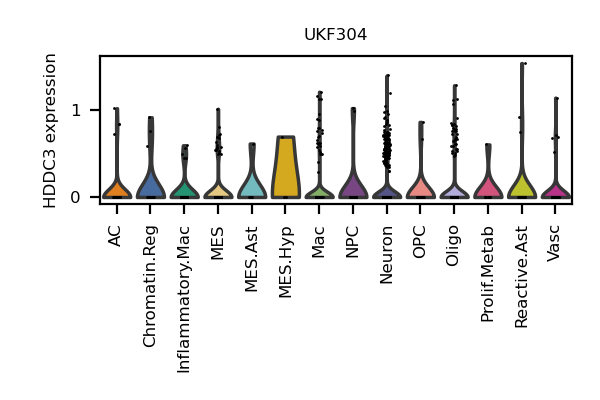 UKF304
HDDC3 expression
1
0
AC
Chromatin.Reg
Inflammatory.Mac
MES
MES.Ast
MES.Hyp
Mac
NPC
Neuron
OPC
Oligo
Prolif.Metab
Reactive.Ast
Vasc